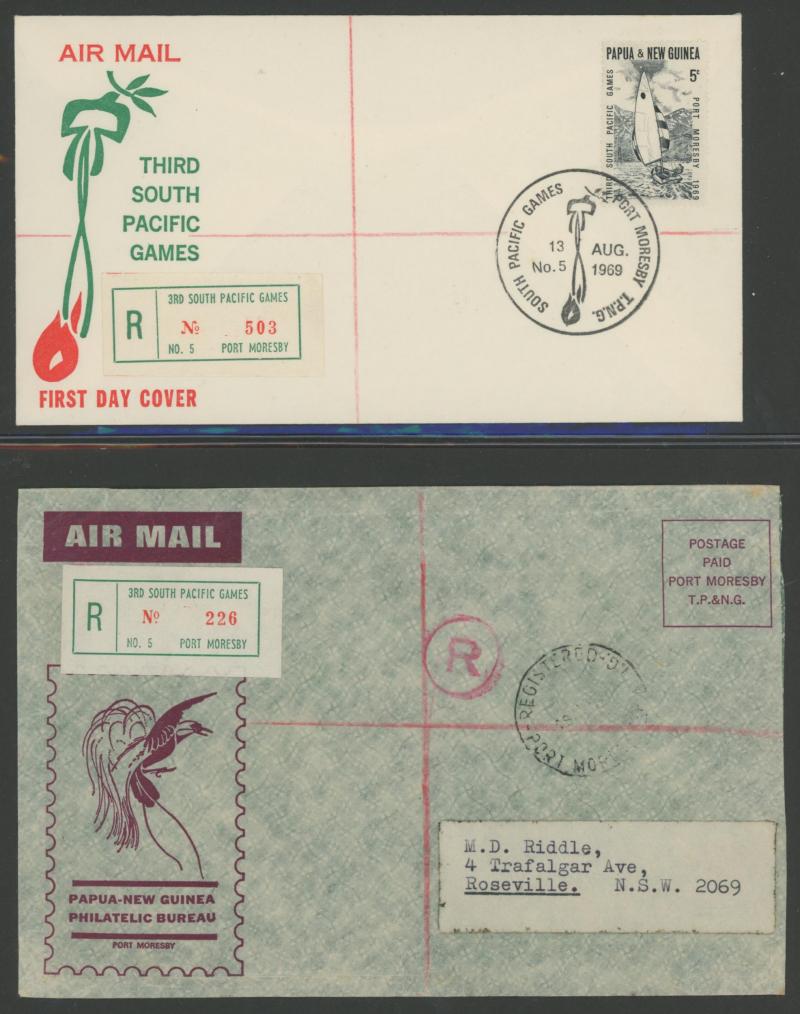 AIR MAIL
THIRD
SOUTH
PACIFIC
GAMES
R
3RD SOUTH PACIFIC GAMES
№ 503
NO. 5 PORT MORESBY
FIRST DAY COVER
PAPUA & NEW GUINEA
5c
THIRD SOUTH PACIFIC GAMES
PORT MORESBY 1969
SOUTH PACIFIC GAMES
PORT MORESBY T.P.N.G.
13 AUG.
No. 5 1969
AIR MAIL
R
3RD SOUTH PACIFIC GAMES
№ 226
NO. 5 PORT MORESBY
POSTAGE
PAID
PORT MORESBY
T.P.&N.G.
R
REGISTERED
PORT
M.D. Riddle,
4 Trafalgar Ave,
Roseville. N.S.W. 2069
PAPUA-NEW GUINEA
PHILATELIC BUREAU
PORT MORESBY